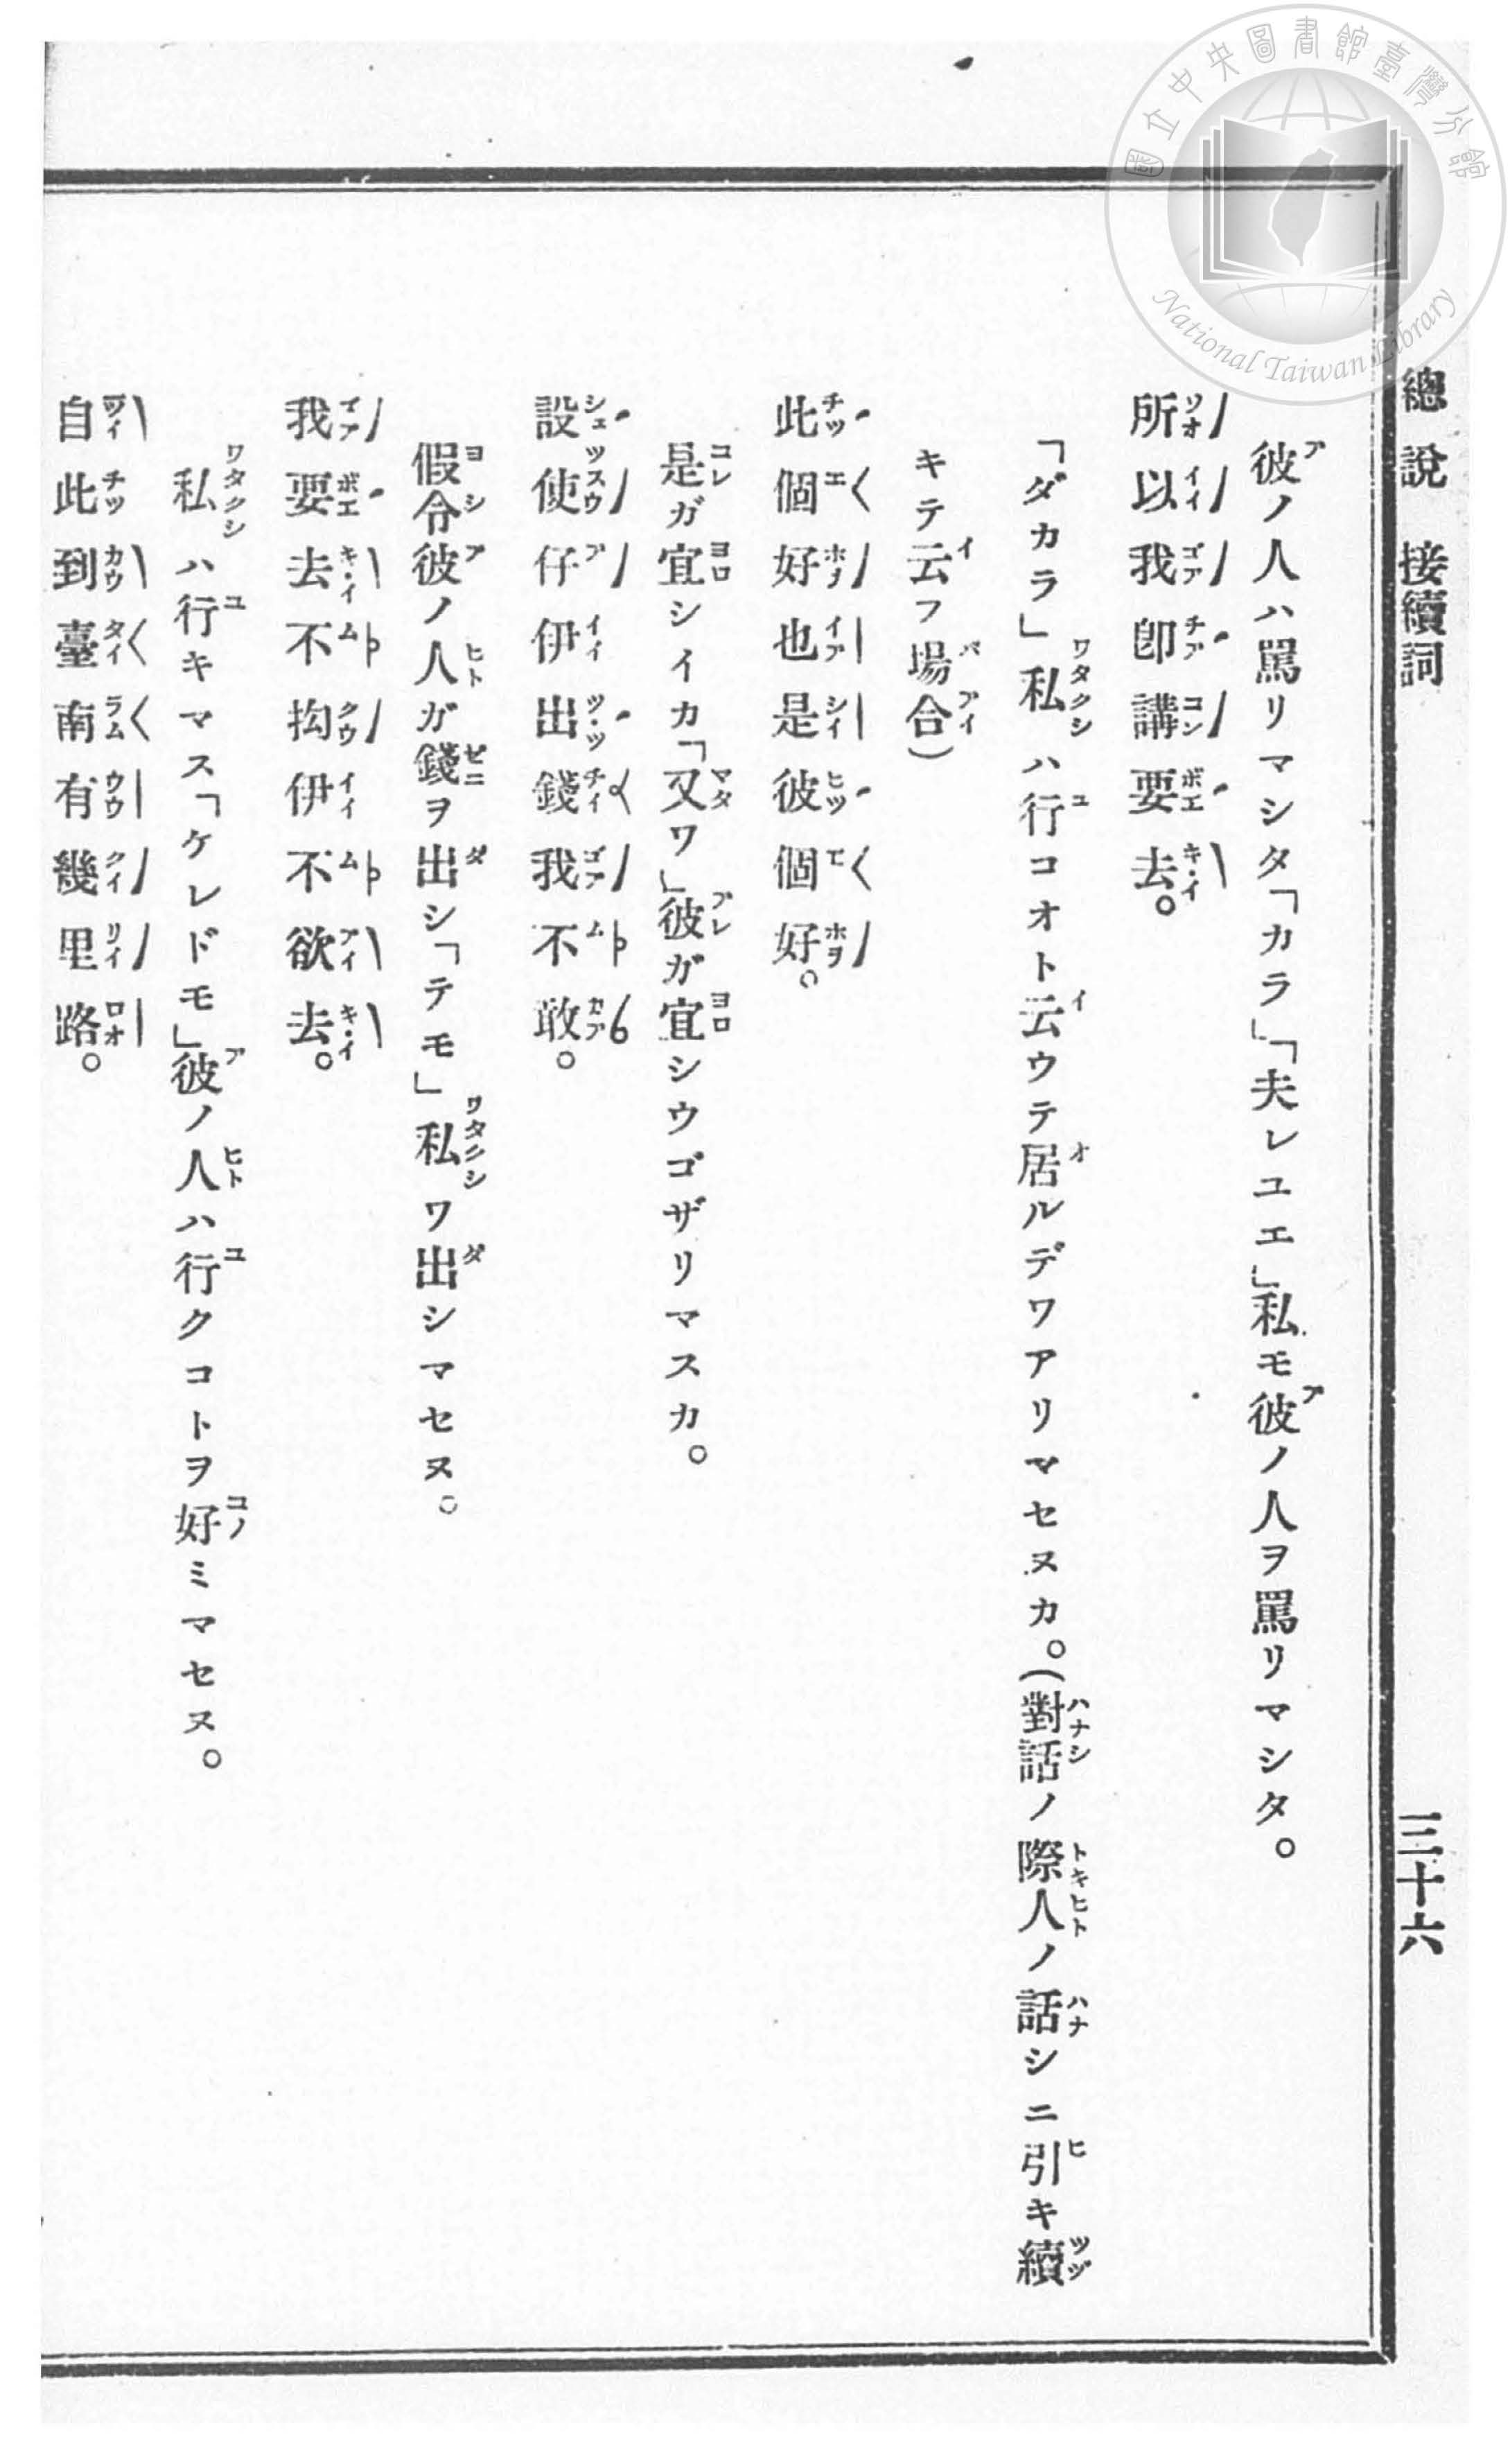 國立中央圖書館臺灣分館
National Taiwan Library
總說 接續詞 三十六
彼ノ人ハ罵リマシタ「カラ」「夫レユエ」私モ彼ノ人ヲ罵リマシタ。
所以我卽講要去。
「ダカラ」私ハ行コオト云ウテ居ルデワアリマセヌカ。(對話ノ際人ノ話シニ引キ續
キテ云フ場合)
此個好也是彼個好。
是ガ宜シイカ「又ワ」彼ガ宜シウゴザリマスカ。
設使仔伊出錢我不敢。
假令彼ノ人ガ錢ヲ出シ「テモ」私ワ出シマセヌ。
我要去不拘伊不欲去。
私ハ行キマス「ケレドモ」彼ノ人ハ行クコトヲ好ミマセヌ。
自此到臺南有幾里路。